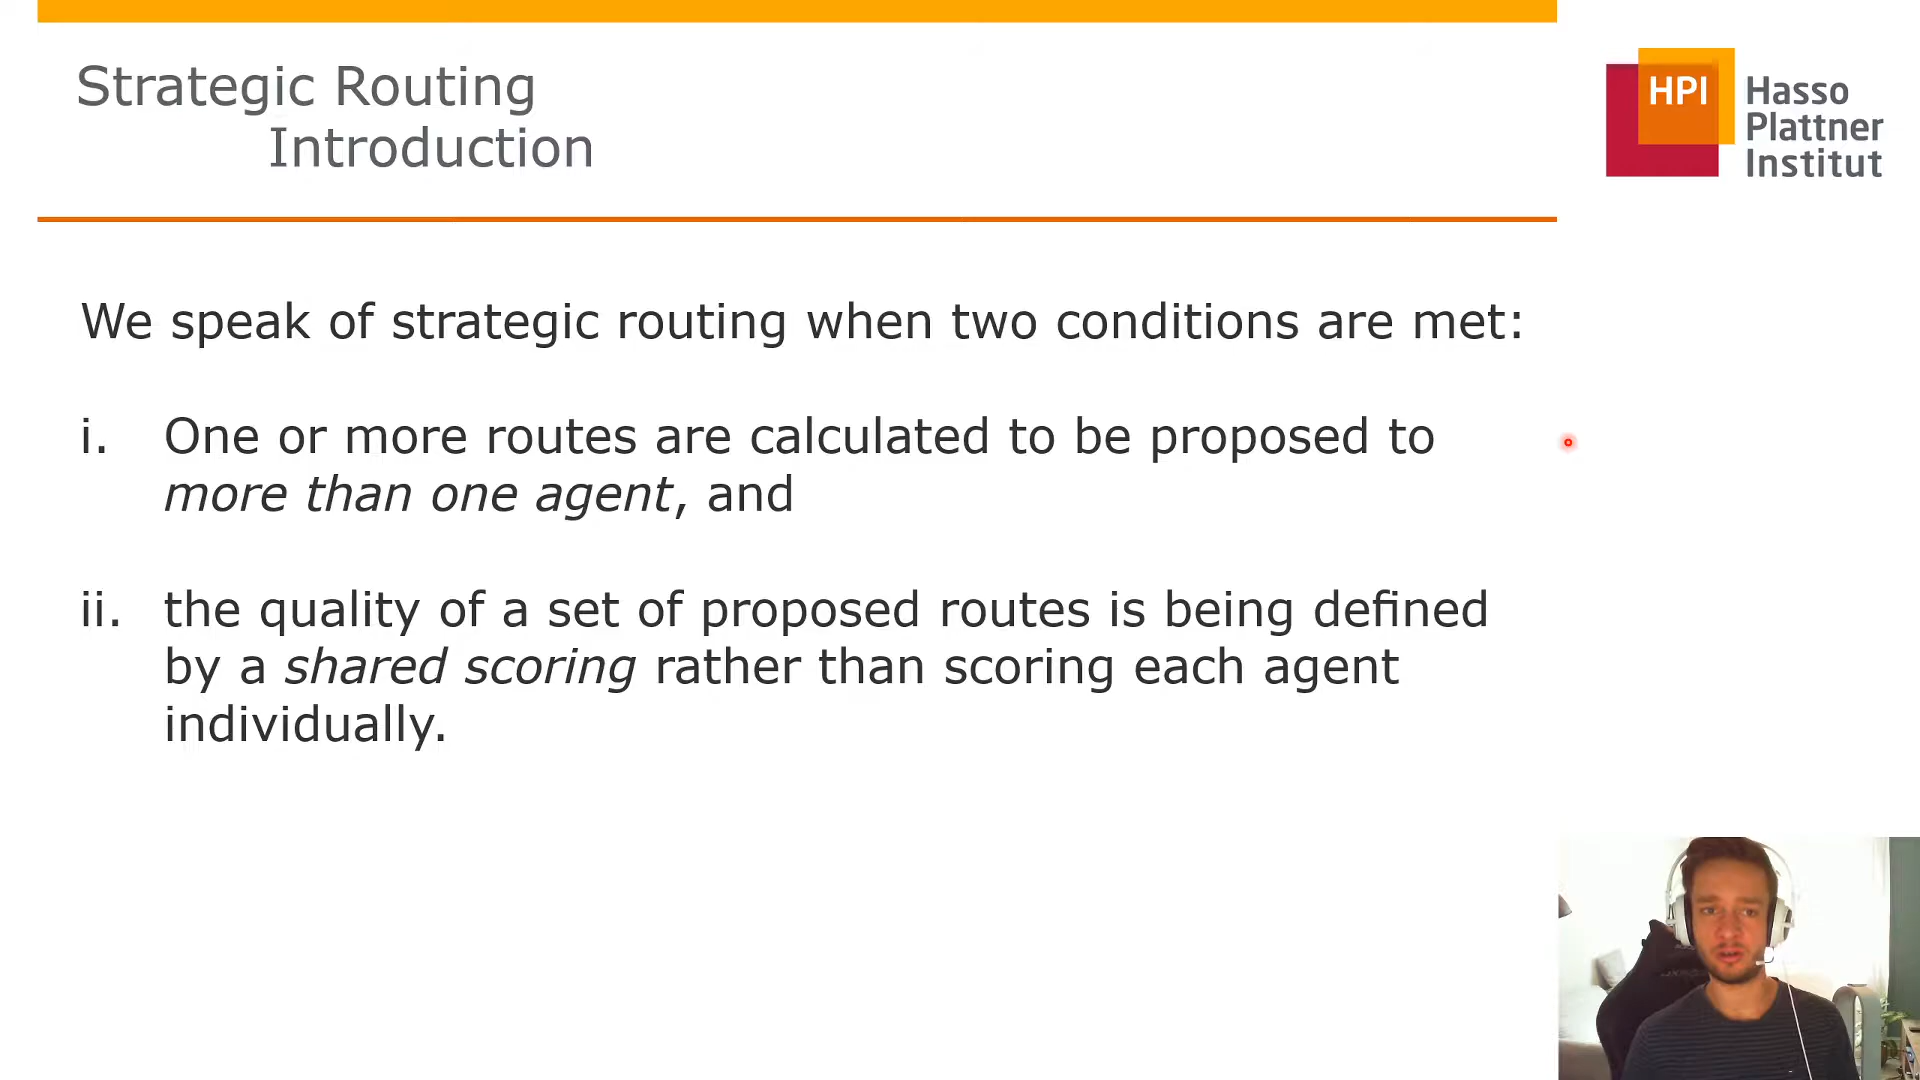 Strategic Routing
Introduction
HPI
Hasso
Plattner
Institut
We speak of strategic routing when two conditions are met:
i. One or more routes are calculated to be proposed to
more than one agent, and
ii. the quality of a set of proposed routes is being defined
by a shared scoring rather than scoring each agent
individually.